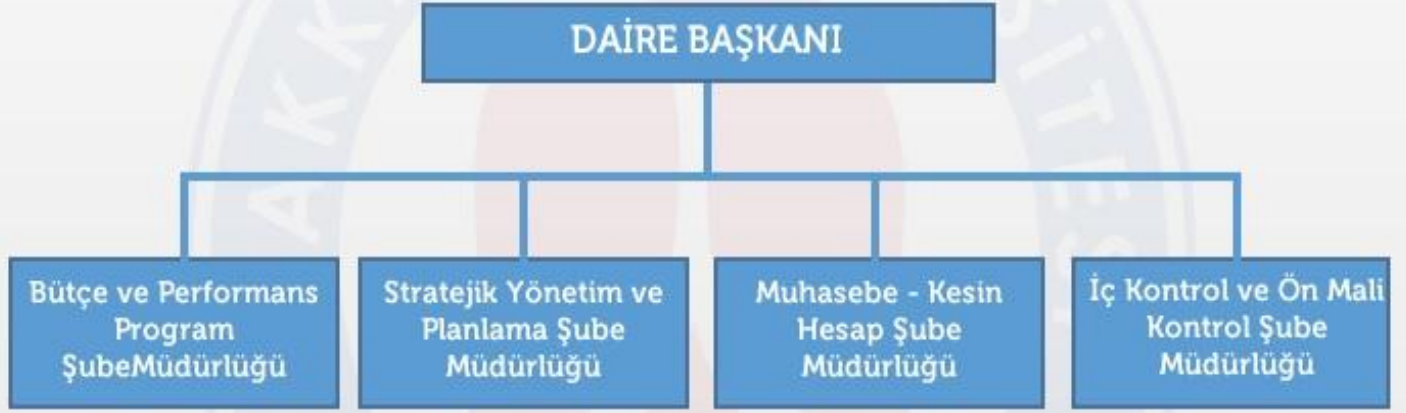 DAİRE BAŞKANI
Bütçe ve Performans
Program
ŞubeMüdürlüğü
Stratejik Yönetim ve
Planlama Şube
Müdürlüğü
Muhasebe - Kesin
Hesap Şube
Müdürlüğü
İç Kontrol ve Ön Mali
Kontrol Şube
Müdürlüğü